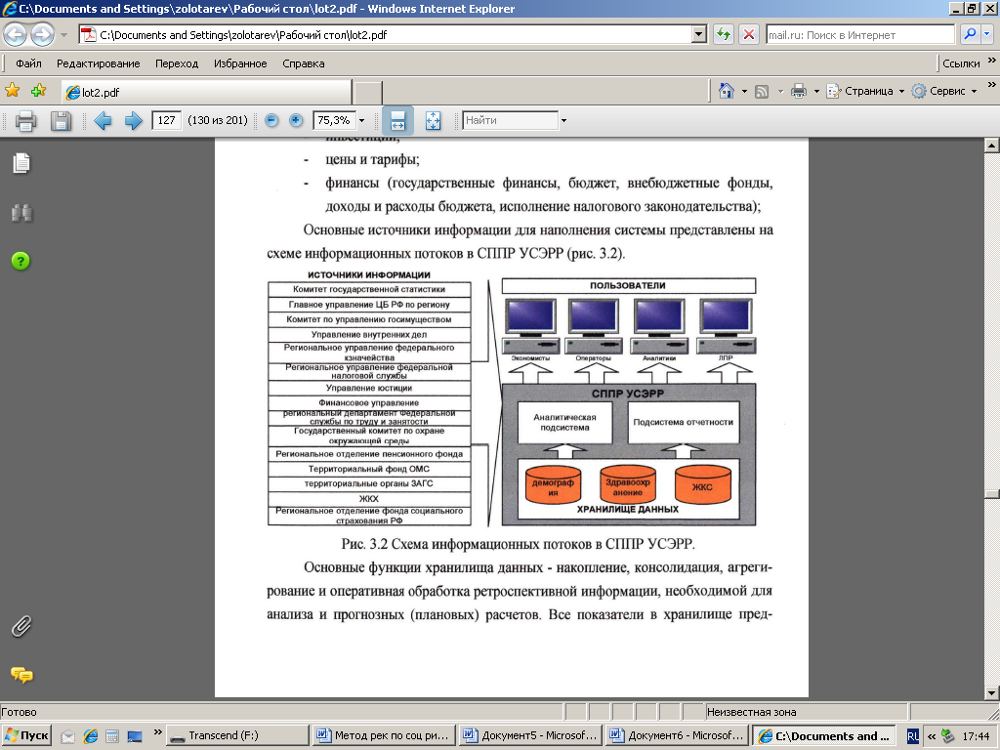 C:\Documents and Settings\zolotarev\Рабочий стол\lot2.pdf - Windows Internet Explorer
C:\Documents and Settings\zolotarev\Рабочий стол\lot2.pdf
mail.ru: Поиск в Интернет
Файл Редактирование Переход Избранное Справка
Ссылки »
lot2.pdf
Страница Сервис »
127 (130 из 201) 75,3% Найти
инвестиции;
- цены и тарифы;
- финансы (государственные финансы, бюджет, внебюджетные фонды,
доходы и расходы бюджета, исполнение налогового законодательства);
Основные источники информации для наполнения системы представлены на
схеме информационных потоков в СППР УСЭРР (рис. 3.2).
ИСТОЧНИКИ ИНФОРМАЦИИ
Комитет государственной статистики
Главное управление ЦБ РФ по региону
Комитет по управлению госимуществом
Управление внутренних дел
Региональное управление федерального
кзначейства
Региональное управление федеральной
налоговой службы
Управление юстиции
Финансовое управление
региональный департамент Федеральной
службы по труду и занятости
Государственный комитет по охране
окружающей среды
Региональное отделение пенсионного фонда
Территориальный фонд ОМС
территориальные органы ЗАГС
ЖКХ
Региональное отделение фонда социального
страхования РФ
ПОЛЬЗОВАТЕЛИ
Экономисты Операторы Аналитики ЛПР
СППР УСЭРР
Аналитическая
подсистема
Подсистема отчетности
демограф
ия
Здравоохр
анение
ЖКС
ХРАНИЛИЩЕ ДАННЫХ
Рис. 3.2 Схема информационных потоков в СППР УСЭРР.
Основные функции хранилища данных - накопление, консолидация, агреги-
рование и оперативная обработка ретроспективной информации, необходимой для
анализа и прогнозных (плановых) расчетов. Все показатели в хранилище пред-
Готово
Неизвестная зона
Пуск » Transcend (F:) Метод рек по соц ри... Документ5 - Microsof... Документ6 - Microsof... C:\Documents and ... RL « 17:44